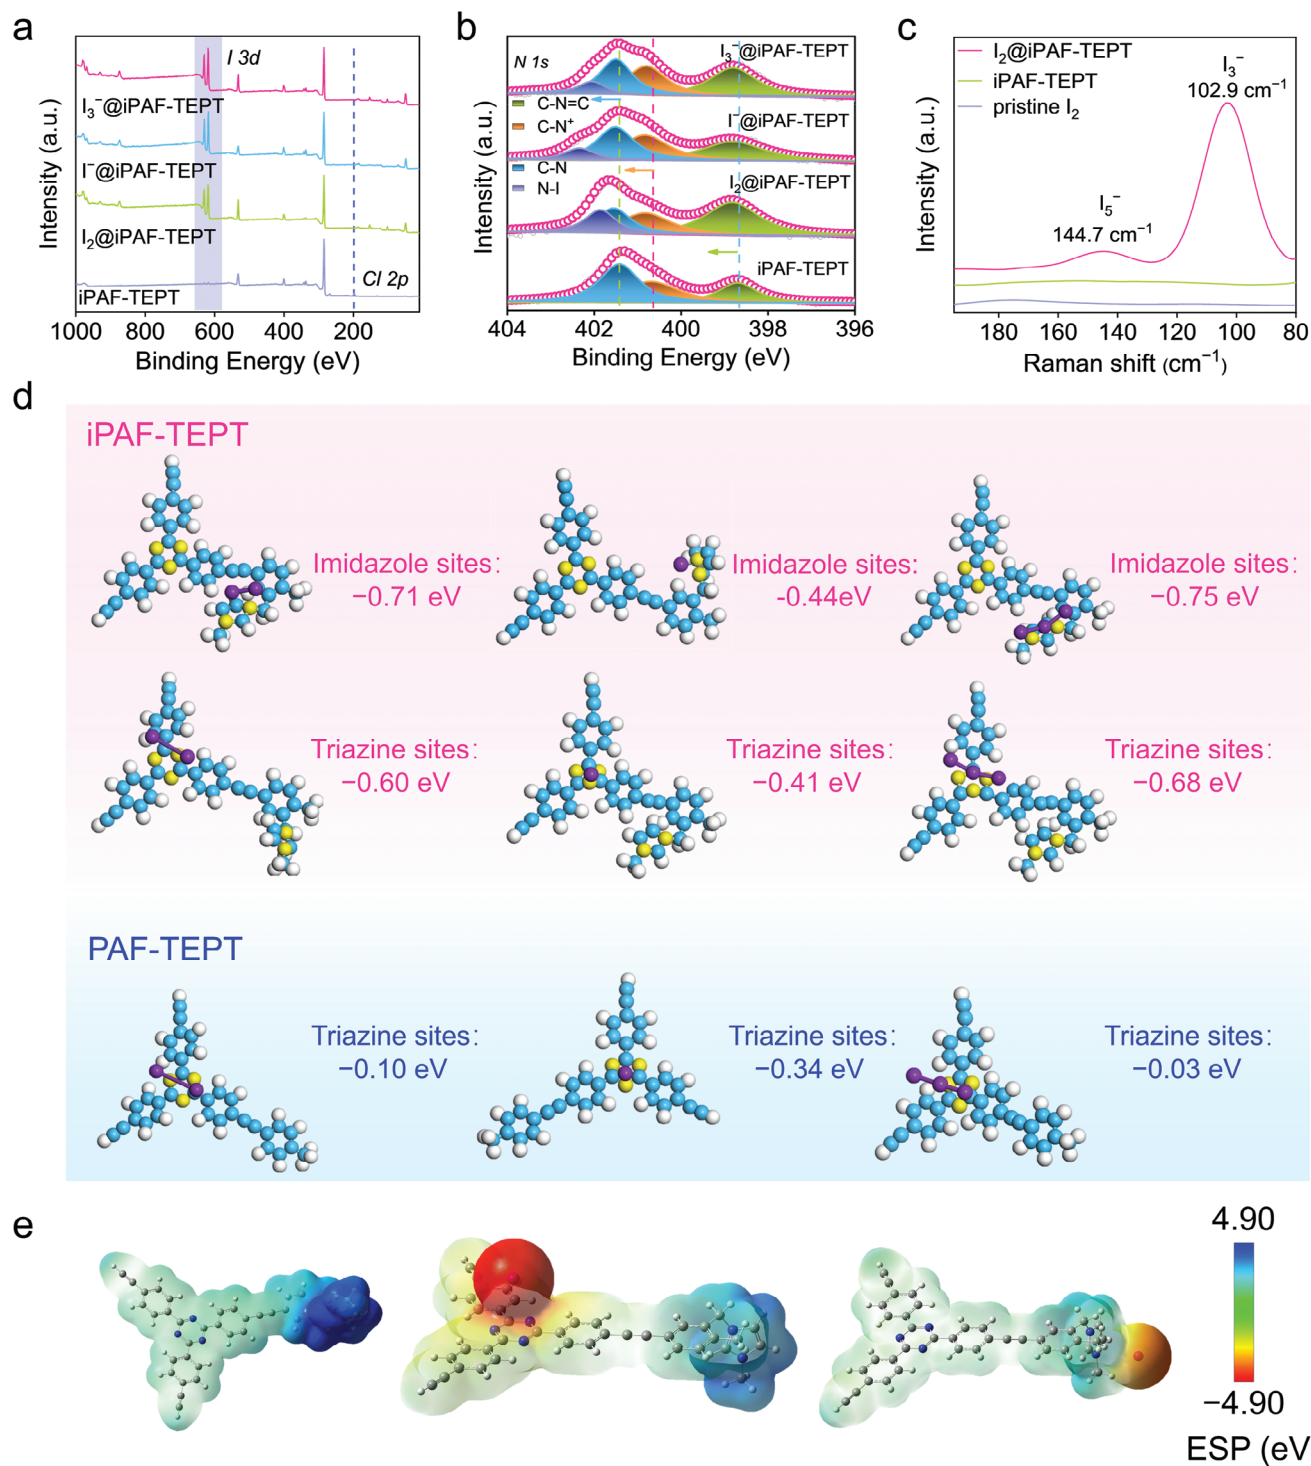 a
I 3d
I₃⁻@iPAF-TEPT
I⁻@iPAF-TEPT
I₂@iPAF-TEPT
Cl 2p
iPAF-TEPT
1000 800 600 400 200
Binding Energy (eV)
Intensity (a.u.)
b
N 1s
I₃⁻@iPAF-TEPT
C-N=C
C-N⁺
C-N
N-I
I⁻@iPAF-TEPT
I₂@iPAF-TEPT
iPAF-TEPT
404 402 400 398 396
Binding Energy (eV)
Intensity (a.u.)
c
I₂@iPAF-TEPT
iPAF-TEPT
pristine I₂
I₃⁻
102.9 cm⁻¹
I₅⁻
144.7 cm⁻¹
180 160 140 120 100 80
Raman shift (cm⁻¹)
Intensity (a.u.)
d
iPAF-TEPT
Imidazole sites:
−0.71 eV
Imidazole sites:
-0.44eV
Imidazole sites:
−0.75 eV
Triazine sites:
−0.60 eV
Triazine sites:
−0.41 eV
Triazine sites:
−0.68 eV
PAF-TEPT
Triazine sites:
−0.10 eV
Triazine sites:
−0.34 eV
Triazine sites:
−0.03 eV
e
4.90
−4.90
ESP (eV